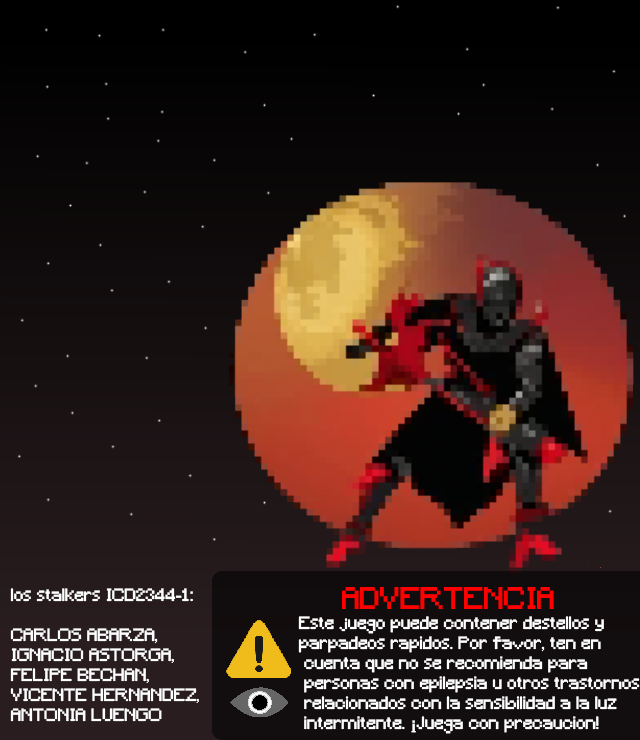 los stalkers ICD2344-1:
CARLOS ABARZA,
IGNACIO ASTORGA,
FELIPE BECHAN,
VICENTE HERNANDEZ,
ANTONIA LUENGO
ADVERTENCIA
Este juego puede contener destellos y
parpadeos rapidos. Por favor, ten en
cuenta que no se recomienda para
personas con epilepsia u otros trastornos
relacionados con la sensibilidad a la luz
intermitente. ¡Juega con precaucion!